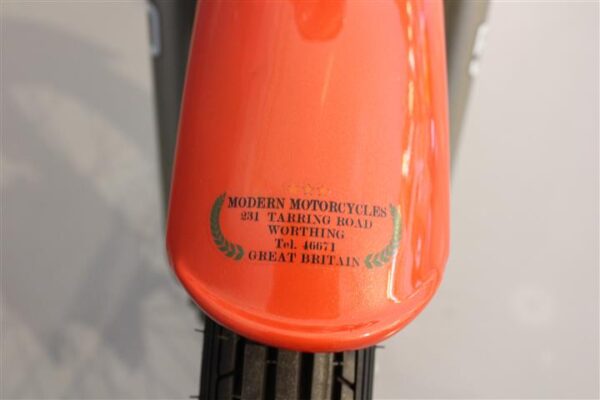 MODERN MOTORCYCLES
231 TARRING ROAD
WORTHING
Tel. 46671
GREAT BRITAIN